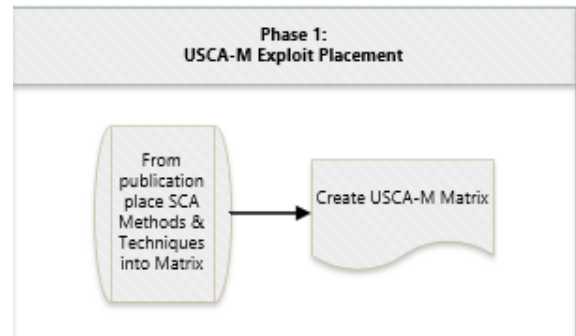 Phase 1:
USCA-M Exploit Placement
From
publication
place SCA
Methods &
Techniques
into Matrix
Create USCA-M Matrix